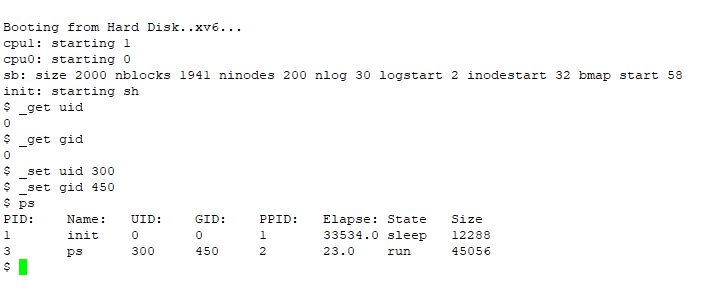 Booting from Hard Disk..xv6...
cpu1: starting 1
cpu0: starting 0
sb: size 2000 nblocks 1941 ninodes 200 nlog 30 logstart 2 inodestart 32 bmap start 58
init: starting sh
$ _get uid
0
$ _get gid
0
$ _set uid 300
$ _set gid 450
$ ps
PID: Name: UID: GID: PPID: Elapse: State Size
1 init 0 0 1 33534.0 sleep 12288
3 ps 300 450 2 23.0 run 45056
$